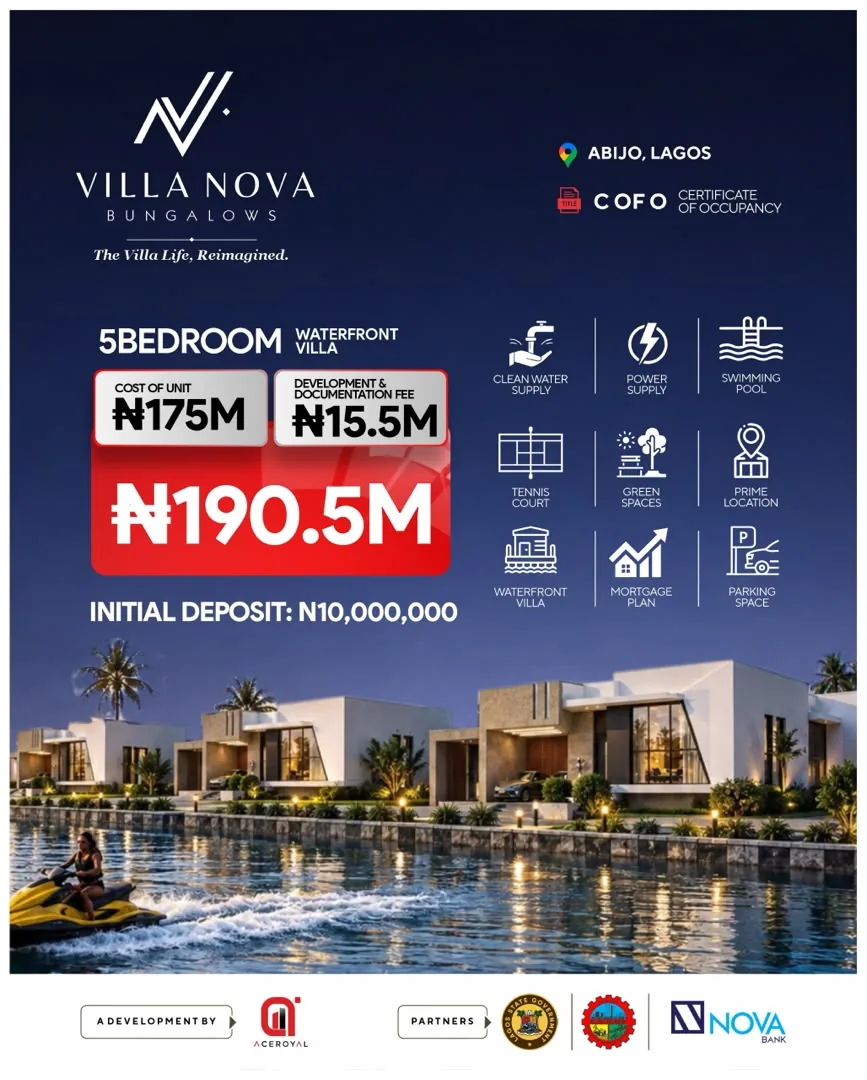 VILLA NOVA
BUNGALOWS
The Villa Life, Reimagined.
ABIJO, LAGOS
TITLE
C OF O
CERTIFICATE
OF OCCUPANCY
5BEDROOM
WATERFRONT
VILLA
COST OF UNIT
₦175M
DEVELOPMENT &
DOCUMENTATION FEE
₦15.5M
₦190.5M
INITIAL DEPOSIT: N10,000,000
CLEAN WATER
SUPPLY
POWER
SUPPLY
SWIMMING
POOL
TENNIS
COURT
GREEN
SPACES
PRIME
LOCATION
WATERFRONT
VILLA
MORTGAGE
PLAN
P
PARKING
SPACE
A DEVELOPMENT BY
ACEROYAL
PARTNERS
LAGOS STATE GOVERNMENT
NOVA
BANK